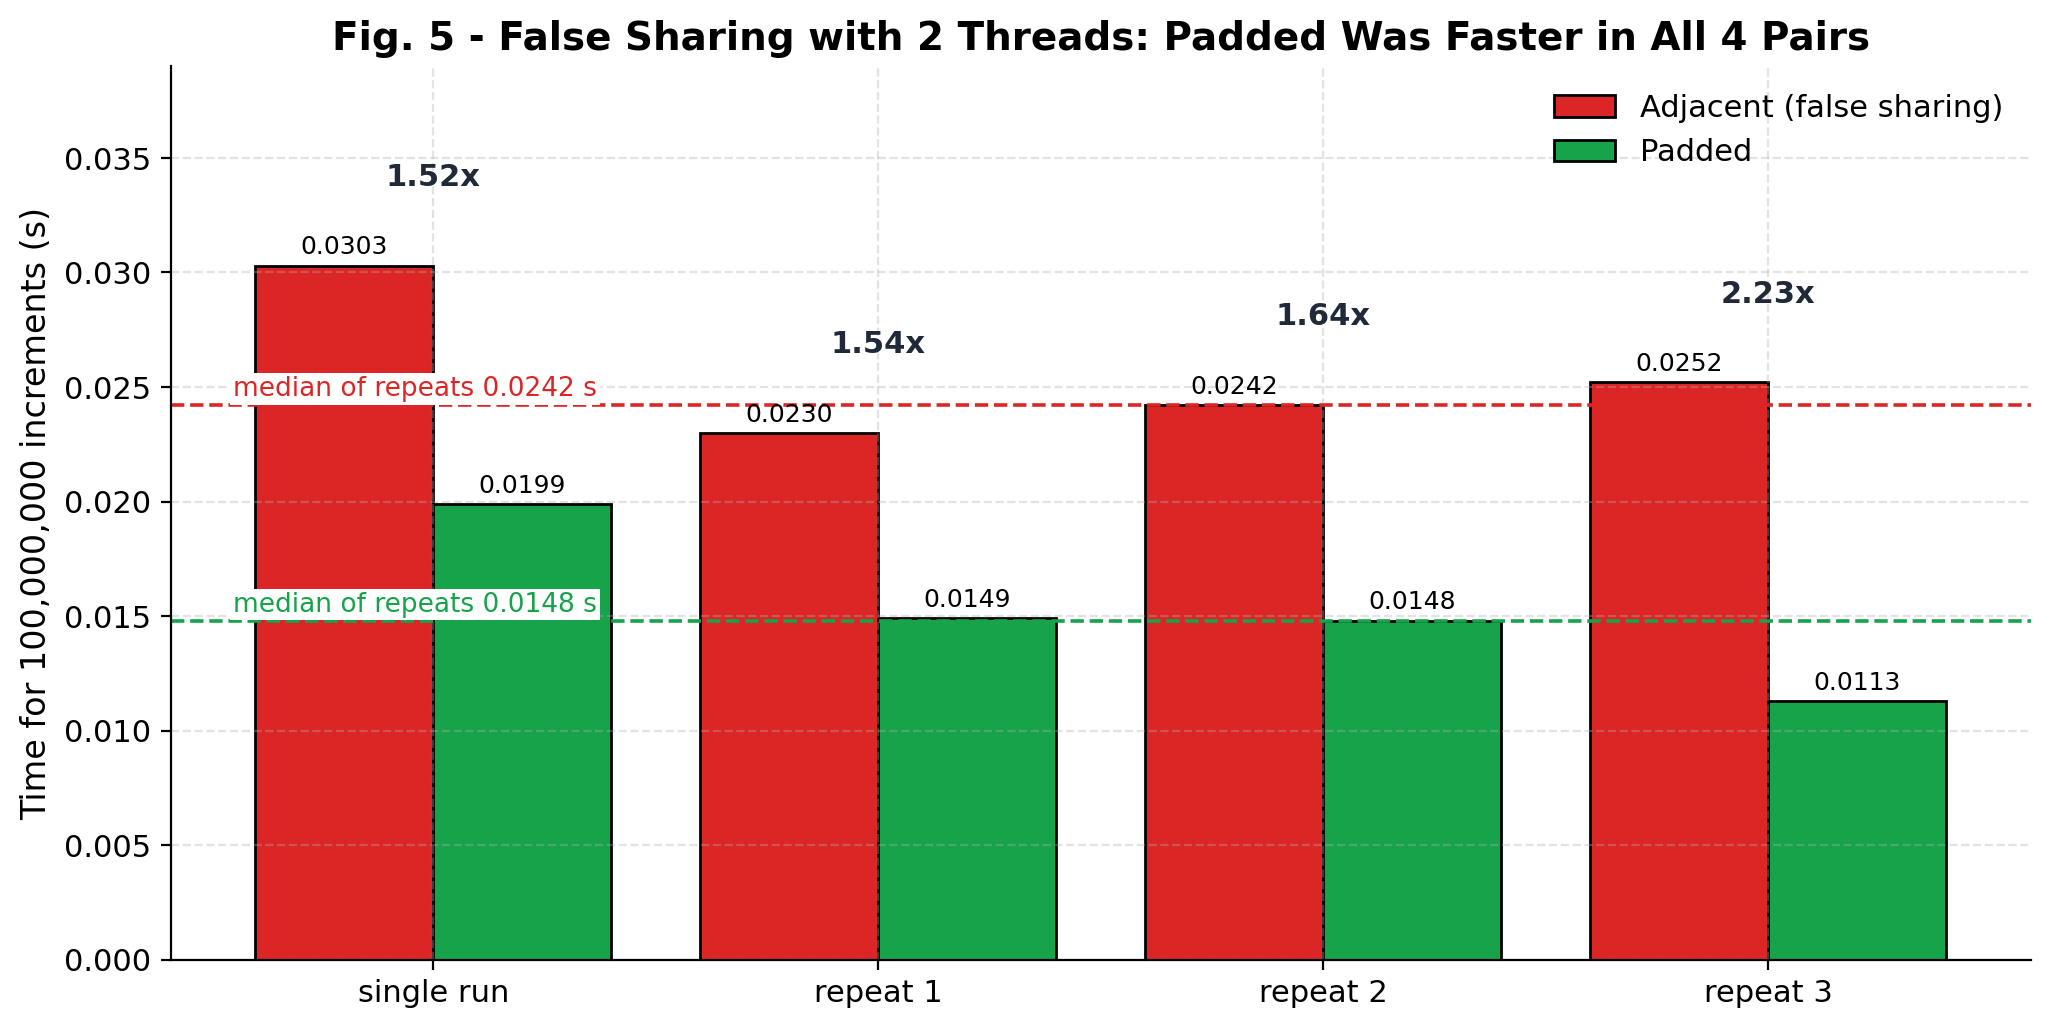 Fig. 5 - False Sharing with 2 Threads: Padded Was Faster in All 4 Pairs
Adjacent (false sharing)
Padded
Time for 100,000,000 increments (s)
0.035
0.030
0.025
0.020
0.015
0.010
0.005
0.000
1.52x
0.0303
0.0199
median of repeats 0.0242 s
median of repeats 0.0148 s
1.54x
0.0230
0.0149
1.64x
0.0242
0.0148
2.23x
0.0252
0.0113
single run
repeat 1
repeat 2
repeat 3